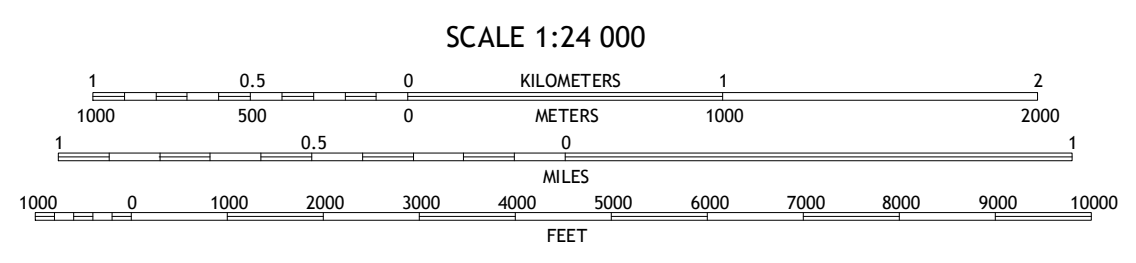 SCALE 1:24 000
1 0.5 0 KILOMETERS 1 2
1000 500 0 METERS 1000 2000
1 0.5 0 1
MILES
1000 0 1000 2000 3000 4000 5000 6000 7000 8000 9000 10000
FEET